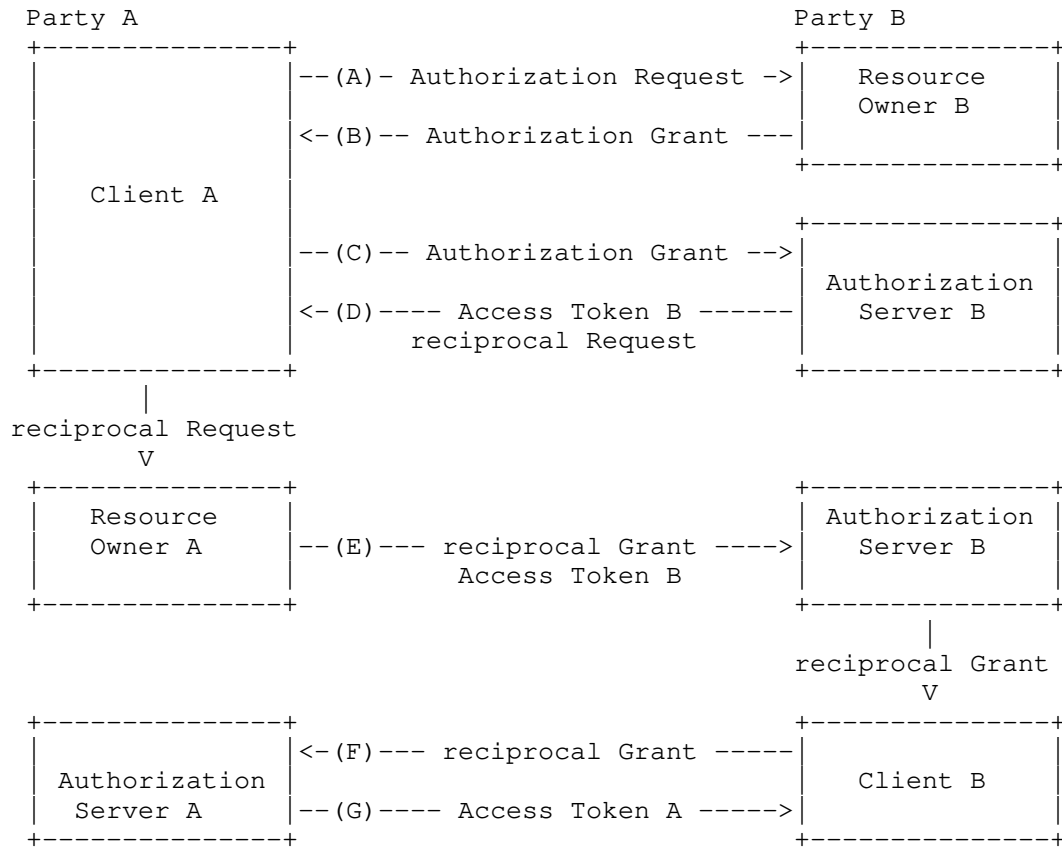 Party A                                        Party B
+---------------+                              +---------------+
|               |--(A)- Authorization Request ->|   Resource    |
|               |                              |   Owner B     |
|               |<-(B)-- Authorization Grant ---|               |
|               |                              +---------------+
|   Client A    |
|               |                              +---------------+
|               |--(C)-- Authorization Grant -->|               |
|               |                              | Authorization |
|               |<-(D)---- Access Token B ------|   Server B    |
|               |       reciprocal Request     |               |
+---------------+                              +---------------+
|
reciprocal Request
V
+---------------+                              +---------------+
|   Resource    |                              | Authorization |
|   Owner A     |--(E)--- reciprocal Grant ---->|   Server B    |
|               |         Access Token B       |               |
+---------------+                              +---------------+
|
reciprocal Grant
V
+---------------+                              +---------------+
|               |<-(F)--- reciprocal Grant -----|               |
| Authorization |                              |   Client B    |
|   Server A    |--(G)---- Access Token A ----->|               |
+---------------+                              +---------------+